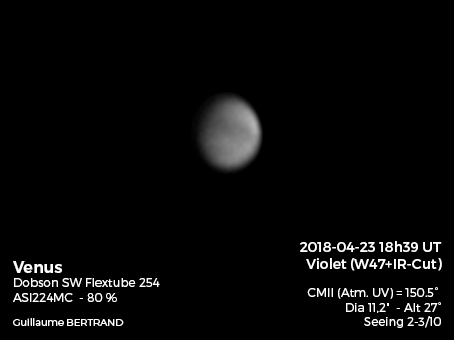 2018-04-23 18h39 UT
Violet (W47+IR-Cut)
Venus
Dobson SW Flextube 254
ASI224MC - 80 %
Guillaume BERTRAND
CMII (Atm. UV) = 150.5°
Dia 11,2" - Alt 27°
Seeing 2-3/10